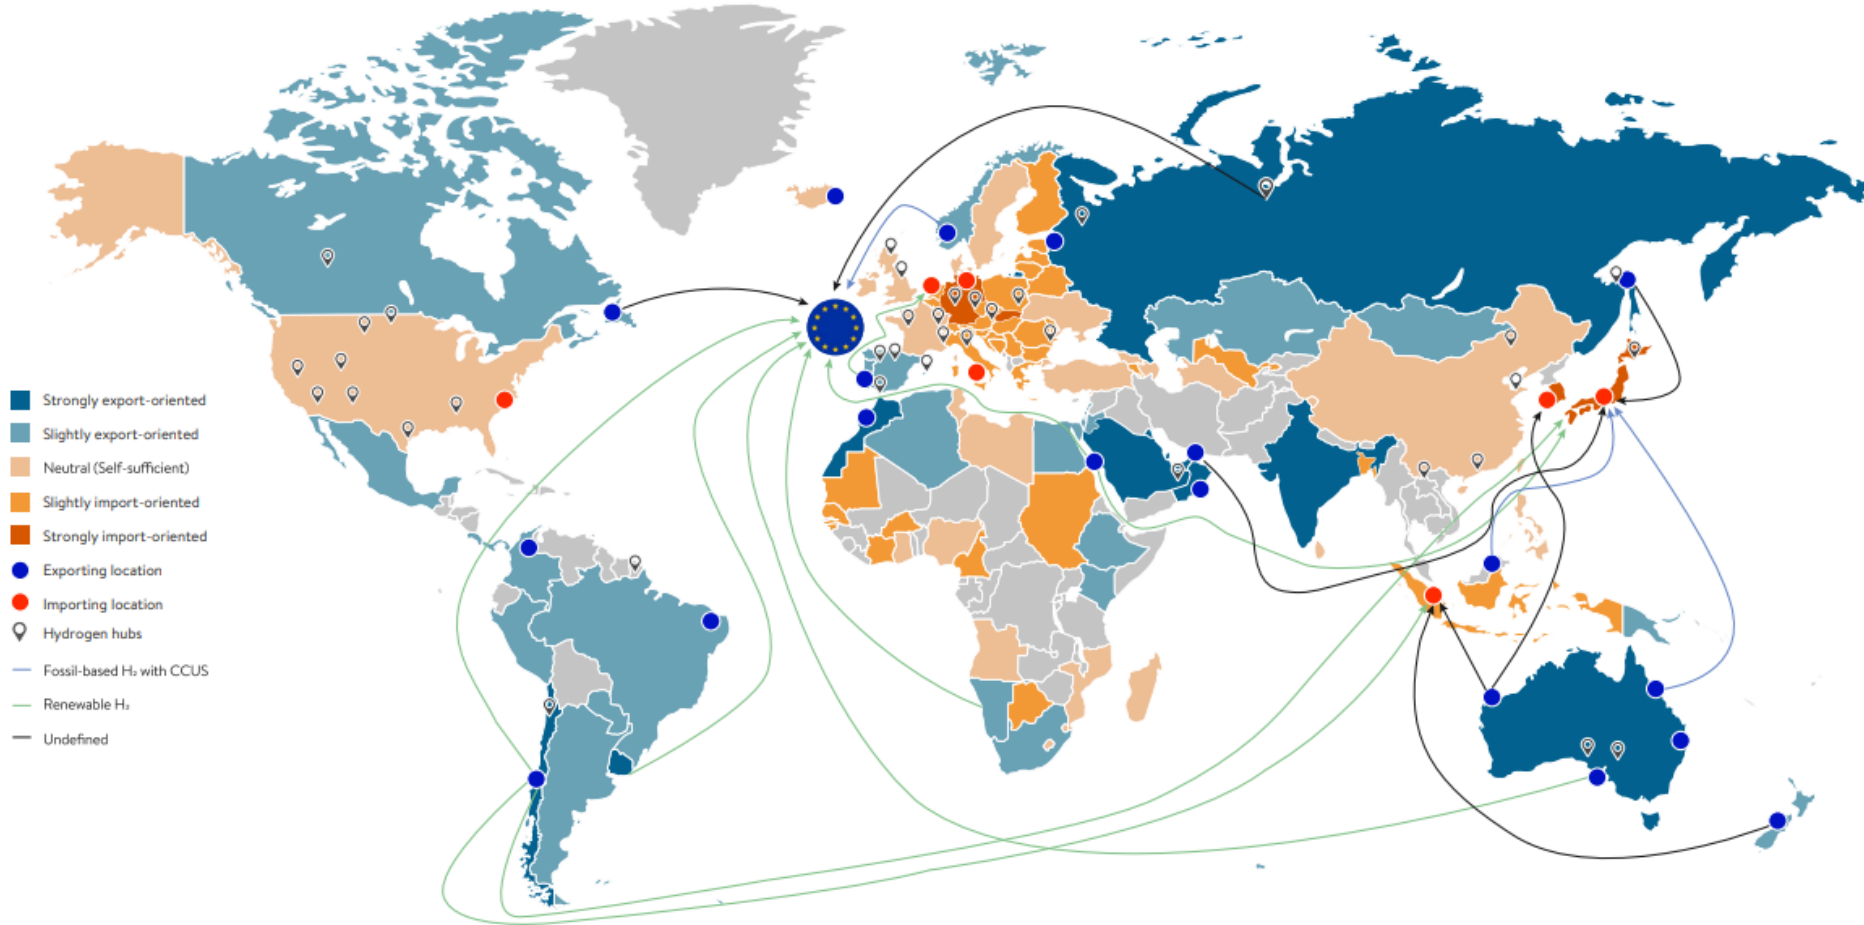 Strongly export-oriented
Slightly export-oriented
Neutral (Self-sufficient)
Slightly import-oriented
Strongly import-oriented
Exporting location
Importing location
Hydrogen hubs
Fossil-based H₂ with CCUS
Renewable H₂
Undefined